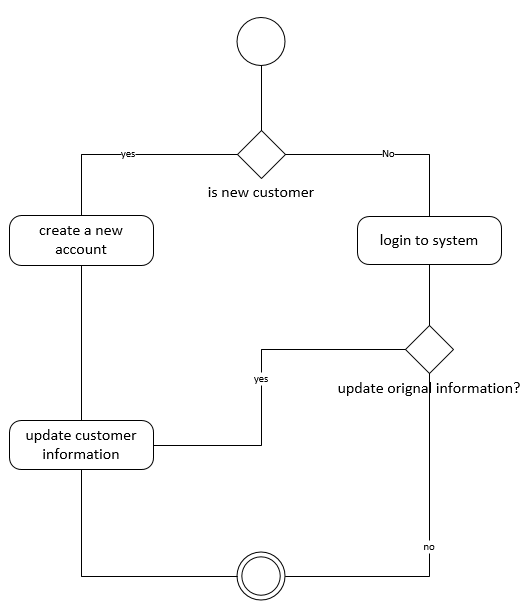 yes
No
is new customer
create a new
account
login to system
yes
update orignal information?
update customer
information
no